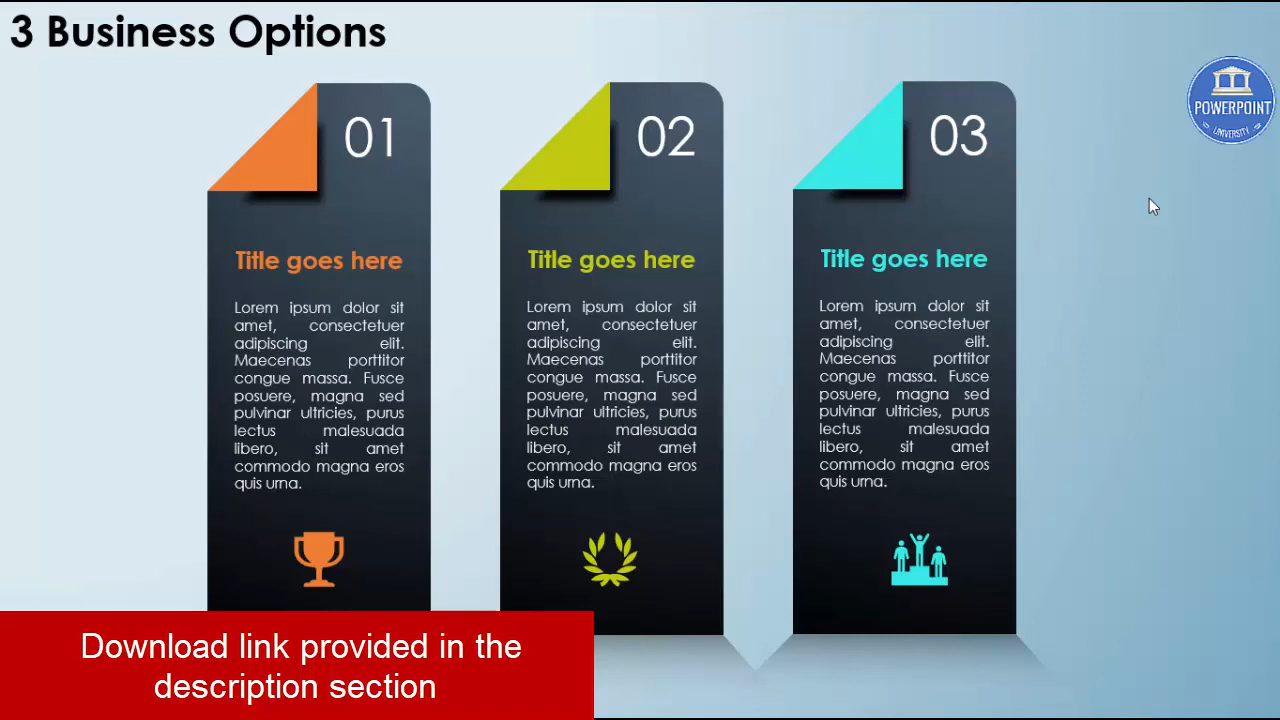 3 Business Options
POWERPOINT
UNIVERSITY
01
Title goes here
Lorem ipsum dolor sit
amet, consectetuer
adipiscing elit.
Maecenas porttitor
congue massa. Fusce
posuere, magna sed
pulvinar ultricies, purus
lectus malesuada
libero, sit amet
commodo magna eros
quis urna.
02
Title goes here
Lorem ipsum dolor sit
amet, consectetuer
adipiscing elit.
Maecenas porttitor
congue massa. Fusce
posuere, magna sed
pulvinar ultricies, purus
lectus malesuada
libero, sit amet
commodo magna eros
quis urna.
03
Title goes here
Lorem ipsum dolor sit
amet, consectetuer
adipiscing elit.
Maecenas porttitor
congue massa. Fusce
posuere, magna sed
pulvinar ultricies, purus
lectus malesuada
libero, sit amet
commodo magna eros
quis urna.
Download link provided in the
description section